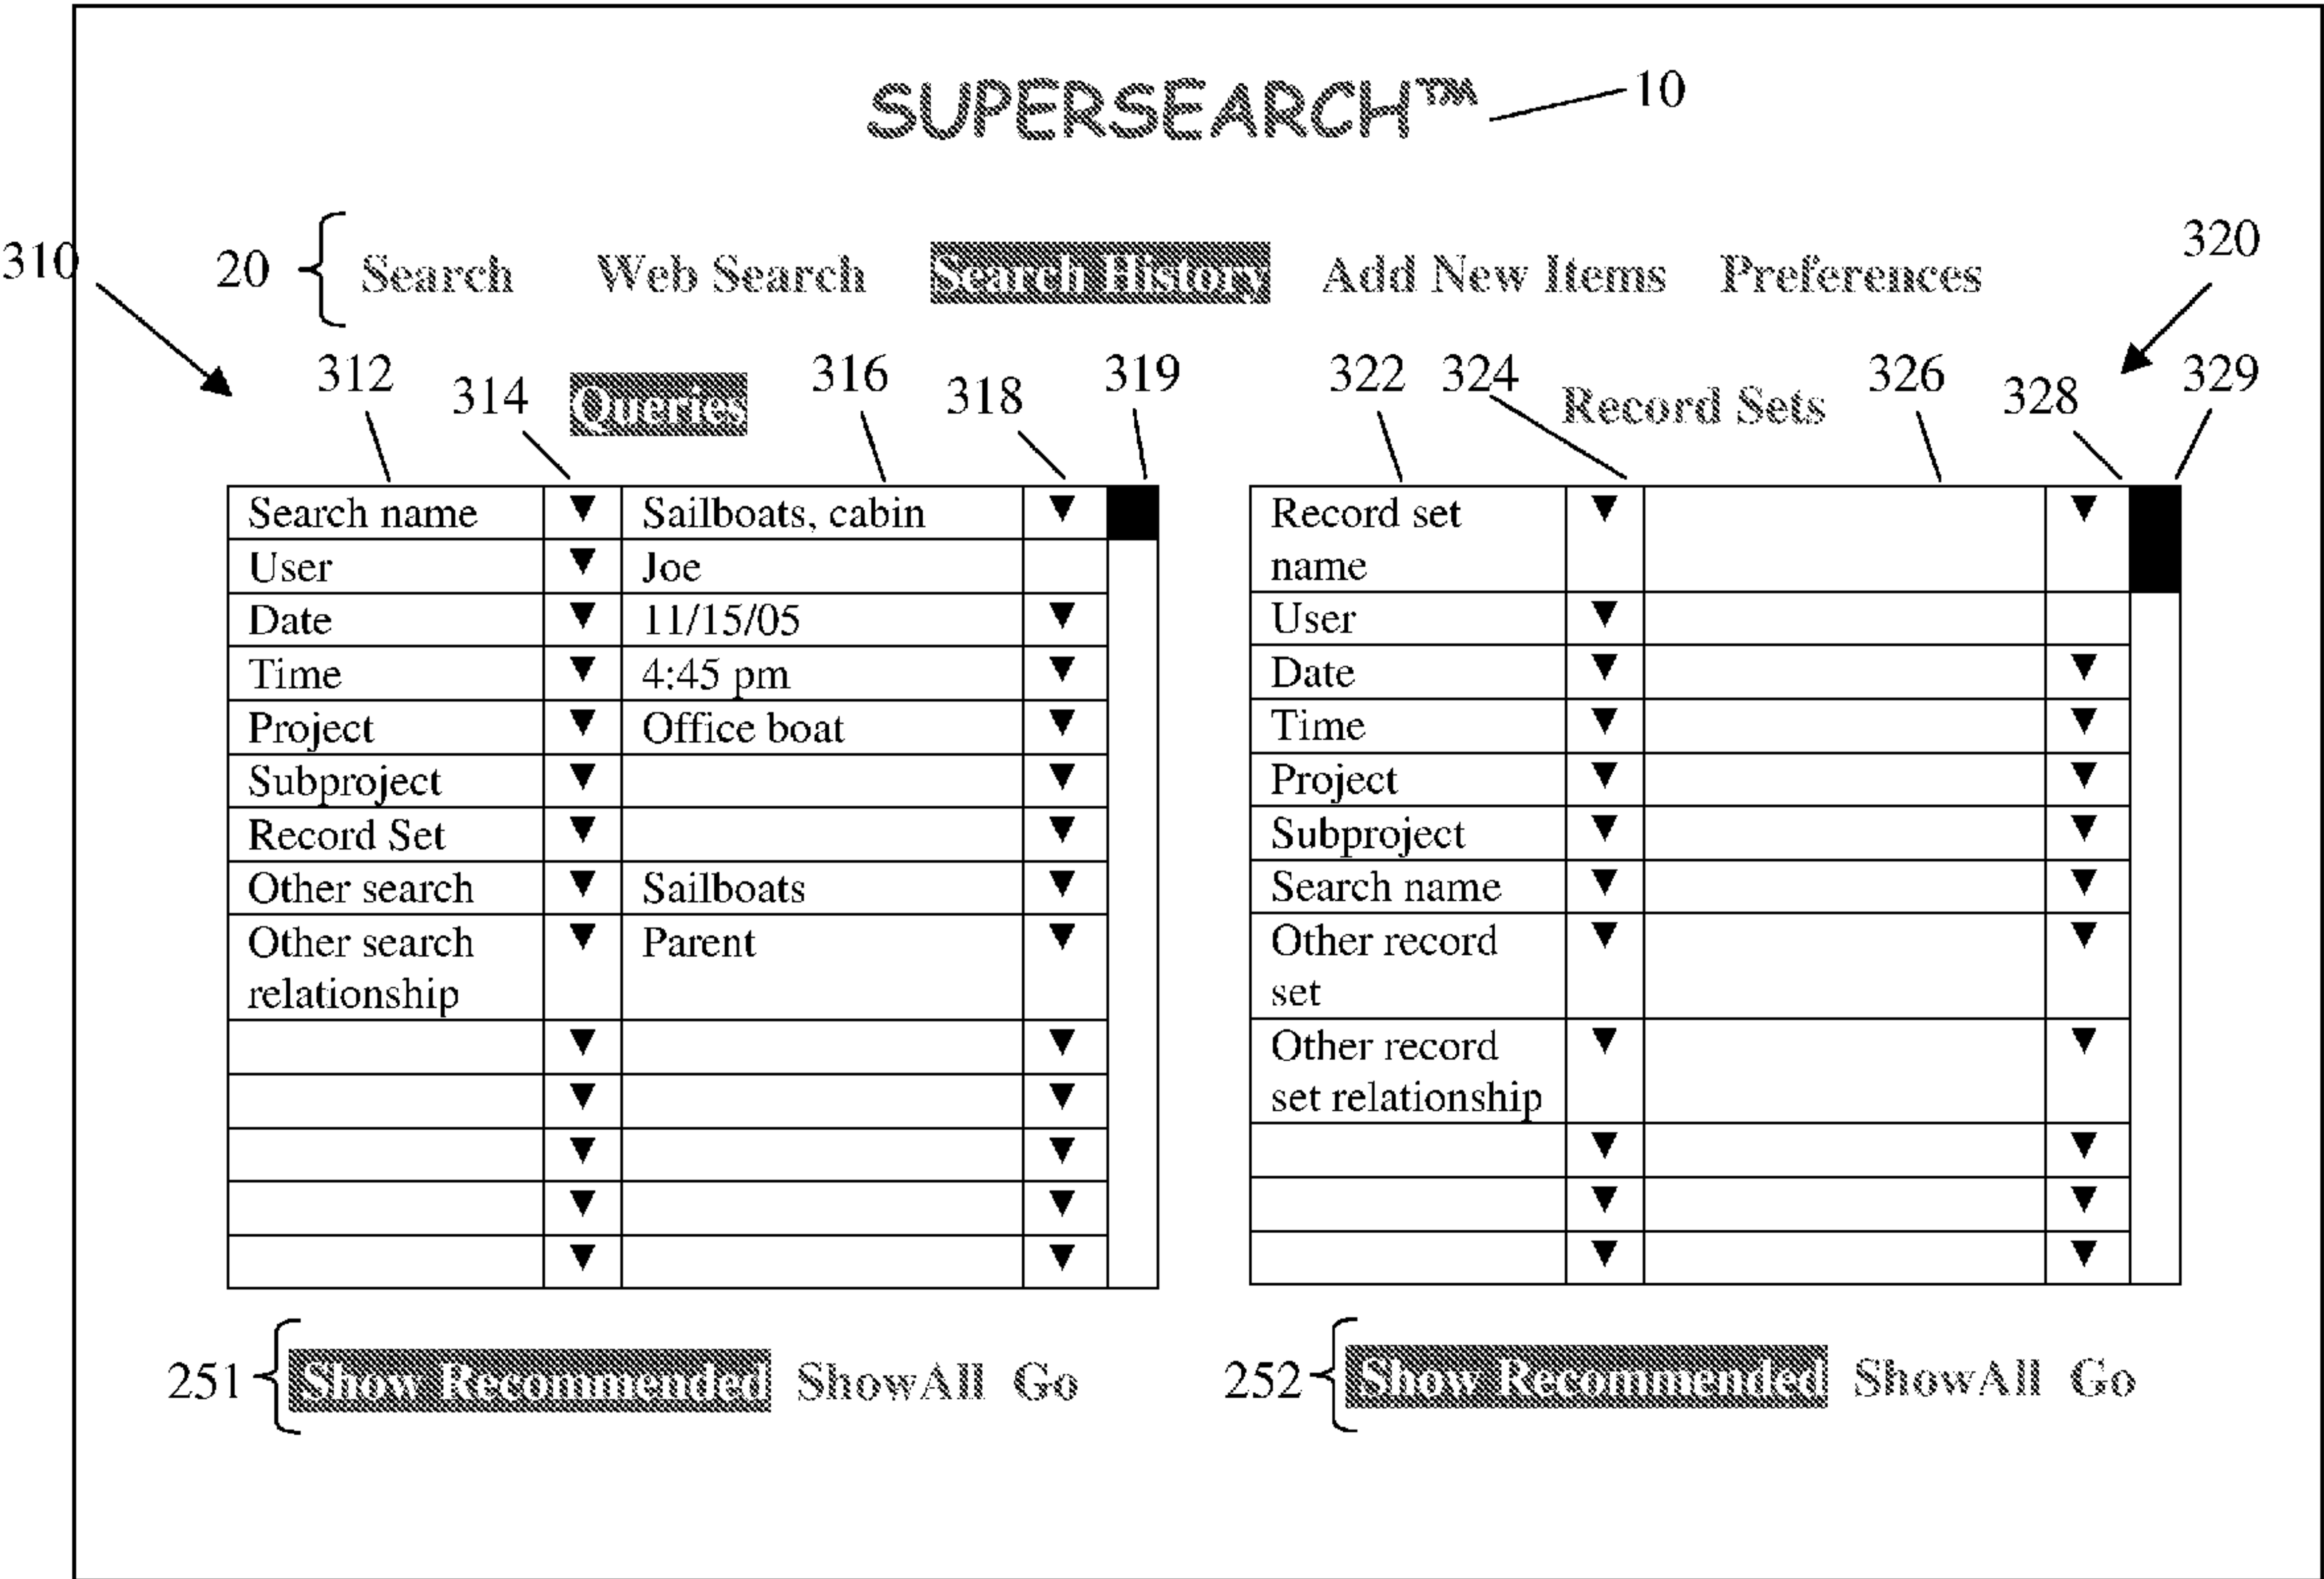 SUPERSEARCH™ 10
310 20 Search Web Search Search History Add New Items Preferences 320
312 314 Queries 316 318 319
322 324 Record Sets 326 328 329
Search name ▼ Sailboats, cabin ▼
User ▼ Joe
Date ▼ 11/15/05 ▼
Time ▼ 4:45 pm ▼
Project ▼ Office boat ▼
Subproject ▼ ▼
Record Set ▼ ▼
Other search ▼ Sailboats ▼
Other search ▼ Parent ▼
relationship
▼ ▼
▼ ▼
▼ ▼
▼ ▼
▼ ▼
Record set ▼ ▼
name
User ▼
Date ▼ ▼
Time ▼ ▼
Project ▼ ▼
Subproject ▼ ▼
Search name ▼ ▼
Other record ▼ ▼
set
Other record ▼ ▼
set relationship
▼ ▼
▼ ▼
▼ ▼
251 Show Recommended ShowAll Go
252 Show Recommended ShowAll Go